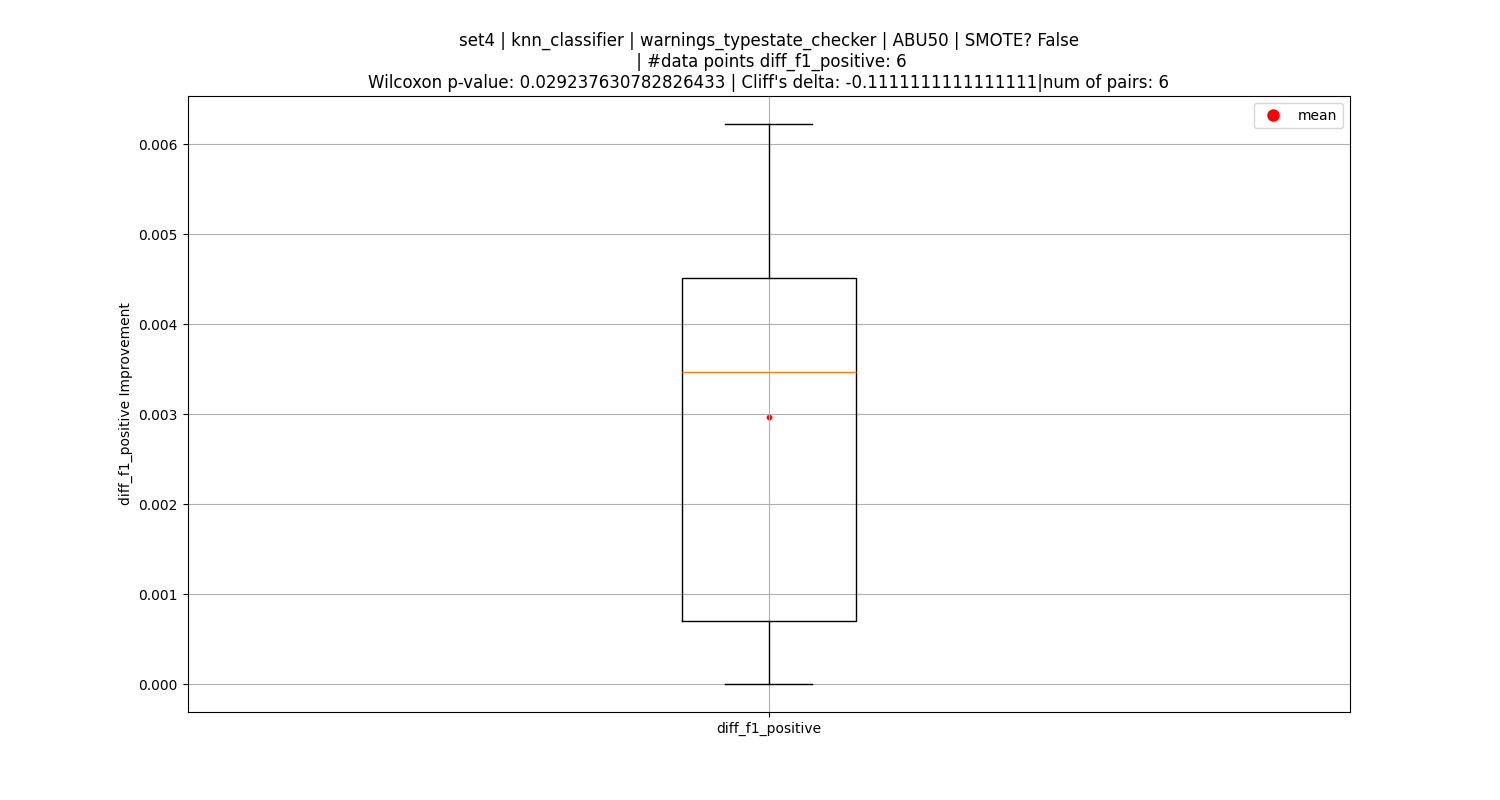 set4 | knn_classifier | warnings_typestate_checker | ABU50 | SMOTE? False
| #data points diff_f1_positive: 6
Wilcoxon p-value: 0.029237630782826433 | Cliff's delta: -0.1111111111111111|num of pairs: 6
mean
0.006
0.005
0.004
0.003
0.002
0.001
0.000
diff_f1_positive Improvement
diff_f1_positive